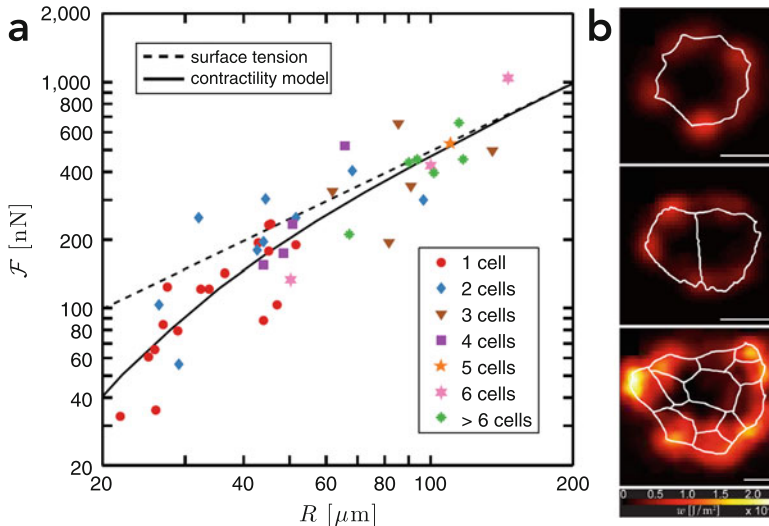 a
b
2,000
1,000
800
600
400
200
100
80
60
40
20
ℱ [nN]
surface tension
contractility model
1 cell
2 cells
3 cells
4 cells
5 cells
6 cells
> 6 cells
20
40
60
80
100
200
R [μm]
0
0.5
1.0
1.5
2.0
w [J/m²]